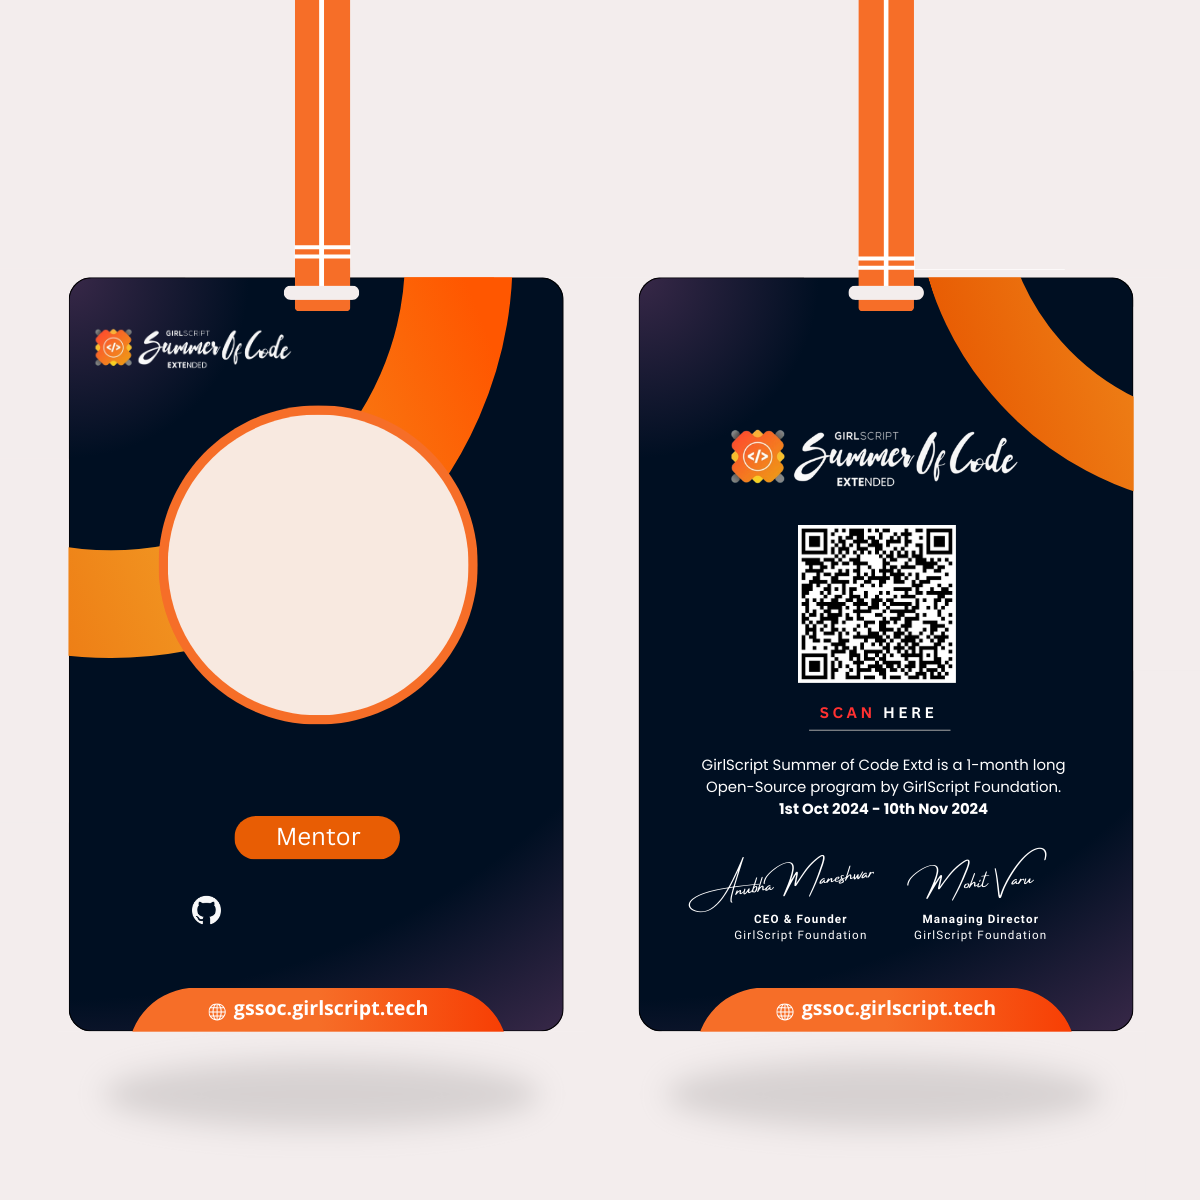 GIRLSCRIPT
Summer Of Code
EXTENDED
Mentor
gssoc.girlscript.tech
GIRLSCRIPT
</>
Summer Of Code
EXTENDED
SCAN HERE
GirlScript Summer of Code Extd is a 1-month long
Open-Source program by GirlScript Foundation.
1st Oct 2024 - 10th Nov 2024
Anubha Maneshwar
CEO & Founder
GirlScript Foundation
Mohit Varu
Managing Director
GirlScript Foundation
gssoc.girlscript.tech